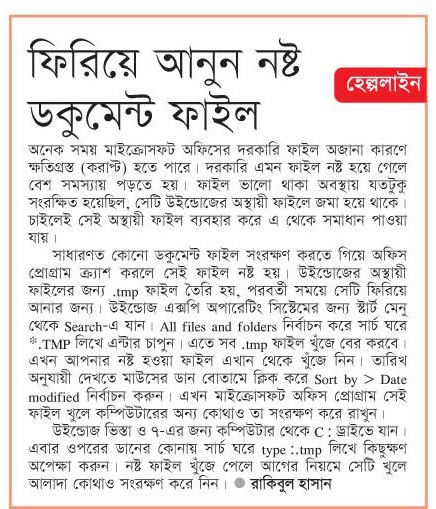 ফিরিয়ে আনুন নষ্ট
ডকুমেন্ট ফাইল
হেল্পলাইন
অনেক সময় মাইক্রোসফট অফিসের দরকারি ফাইল অজানা কারণে
ক্ষতিগ্রস্ত (করাপ্ট) হতে পারে। দরকারি এমন ফাইল নষ্ট হয়ে গেলে
বেশ সমস্যায় পড়তে হয়। ফাইল ভালো থাকা অবস্থায় যতটুকু
সংরক্ষিত হয়েছিল, সেটি উইন্ডোজের অস্থায়ী ফাইলে জমা হয়ে থাকে।
চাইলেই সেই অস্থায়ী ফাইল ব্যবহার করে এ থেকে সমাধান পাওয়া
যায়।
সাধারণত কোনো ডকুমেন্ট ফাইল সংরক্ষণ করতে গিয়ে অফিস
প্রোগ্রাম ক্র্যাশ করলে সেই ফাইল নষ্ট হয়। উইন্ডোজের অস্থায়ী
ফাইলের জন্য .tmp ফাইল তৈরি হয়, পরবর্তী সময়ে সেটি ফিরিয়ে
আনার জন্য। উইন্ডোজ এক্সপি অপারেটিং সিস্টেমের জন্য স্টার্ট মেনু
থেকে Search-এ যান। All files and folders নির্বাচন করে সার্চ ঘরে
*.TMP লিখে এন্টার চাপুন। এতে সব .tmp ফাইল খুঁজে বের করবে।
এখন আপনার নষ্ট হওয়া ফাইল এখান থেকে খুঁজে নিন। তারিখ
অনুযায়ী দেখতে মাউসের ডান বোতামে ক্লিক করে Sort by > Date
modified নির্বাচন করুন। এখন মাইক্রোসফট অফিস প্রোগ্রাম সেই
ফাইল খুলে কম্পিউটারের অন্য কোথাও তা সংরক্ষণ করে রাখুন।
উইন্ডোজ ভিস্তা ও ৭-এর জন্য কম্পিউটার থেকে C : ড্রাইভে যান।
এবার ওপরের ডানের কোনায় সার্চ ঘরে type :.tmp লিখে কিছুক্ষণ
অপেক্ষা করুন। নষ্ট ফাইল খুঁজে পেলে আগের নিয়মে সেটি খুলে
আলাদা কোথাও সংরক্ষণ করে নিন। ● রাকিবুল হাসান